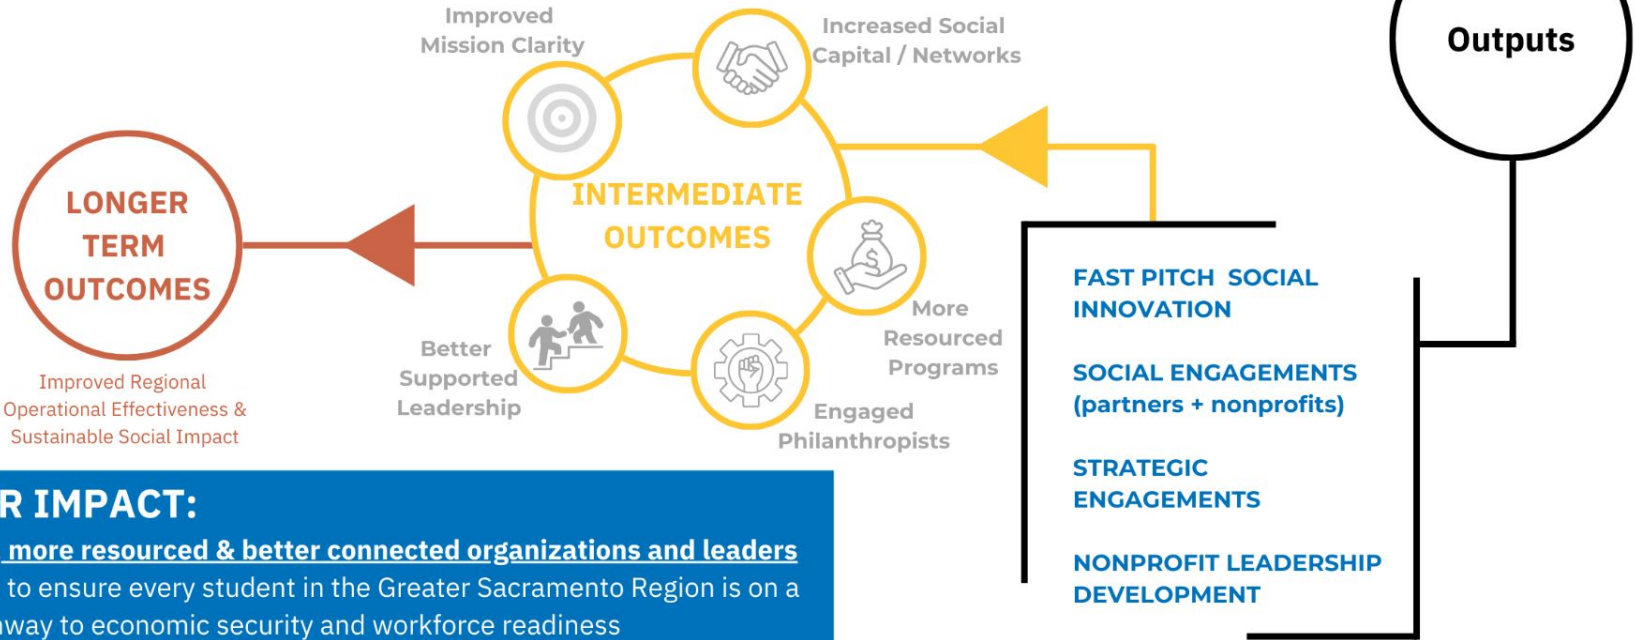 Improved
Mission Clarity
Increased Social
Capital / Networks
Outputs
LONGER
TERM
OUTCOMES
INTERMEDIATE
OUTCOMES
More
Resourced
Programs
Better
Supported
Leadership
Engaged
Philanthropists
Improved Regional
Operational Effectiveness &
Sustainable Social Impact
FAST PITCH SOCIAL
INNOVATION
SOCIAL ENGAGEMENTS
(partners + nonprofits)
STRATEGIC
ENGAGEMENTS
NONPROFIT LEADERSHIP
DEVELOPMENT
R IMPACT:
more resourced & better connected organizations and leaders
to ensure every student in the Greater Sacramento Region is on a
way to economic security and workforce readiness